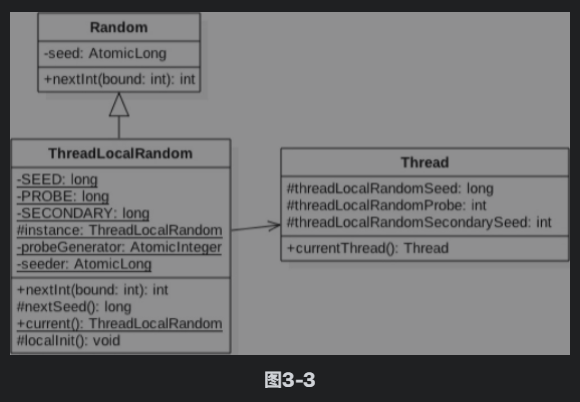 Random
-seed: AtomicLong
+nextInt(bound: int): int
ThreadLocalRandom
-SEED: long
-PROBE: long
-SECONDARY: long
#instance: ThreadLocalRandom
-probeGenerator: AtomicInteger
-seeder: AtomicLong
+nextInt(bound: int): int
#nextSeed(): long
+current(): ThreadLocalRandom
#localInit(): void
Thread
#threadLocalRandomSeed: long
#threadLocalRandomProbe: int
#threadLocalRandomSecondarySeed: int
+currentThread(): Thread
图3-3